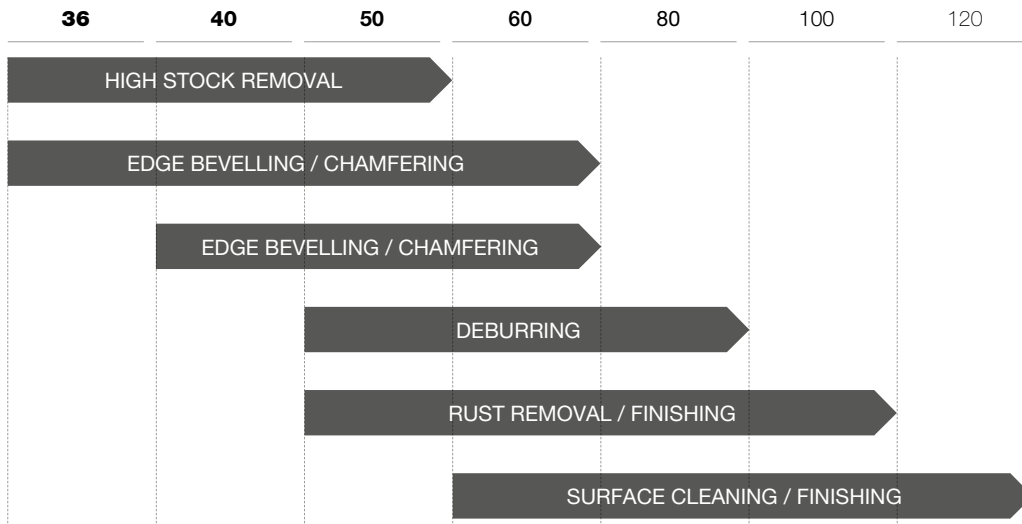 36 40 50 60 80 100 120
HIGH STOCK REMOVAL
EDGE BEVELLING / CHAMFERING
EDGE BEVELLING / CHAMFERING
DEBURRING
RUST REMOVAL / FINISHING
SURFACE CLEANING / FINISHING